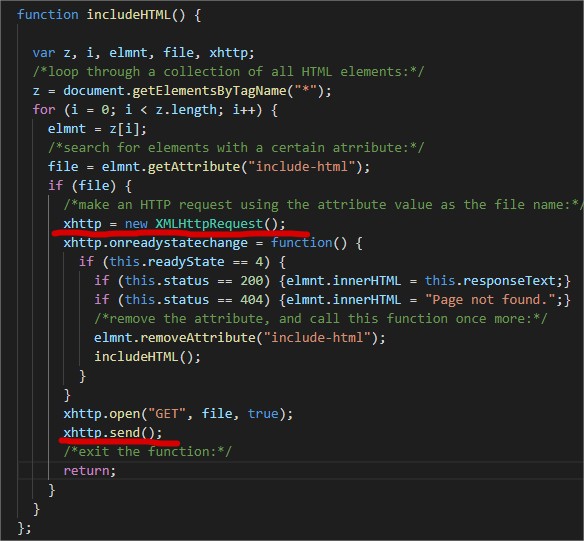 function includeHTML() {
var z, i, elmnt, file, xhttp;
/*loop through a collection of all HTML elements:*/
z = document.getElementsByTagName("*");
for (i = 0; i < z.length; i++) {
elmnt = z[i];
/*search for elements with a certain atrribute:*/
file = elmnt.getAttribute("include-html");
if (file) {
/*make an HTTP request using the attribute value as the file name:*/
xhttp = new XMLHttpRequest();
xhttp.onreadystatechange = function() {
if (this.readyState == 4) {
if (this.status == 200) {elmnt.innerHTML = this.responseText;}
if (this.status == 404) {elmnt.innerHTML = "Page not found.";}
/*remove the attribute, and call this function once more:*/
elmnt.removeAttribute("include-html");
includeHTML();
}
}
xhttp.open("GET", file, true);
xhttp.send();
/*exit the function:*/
return;
}
}
};